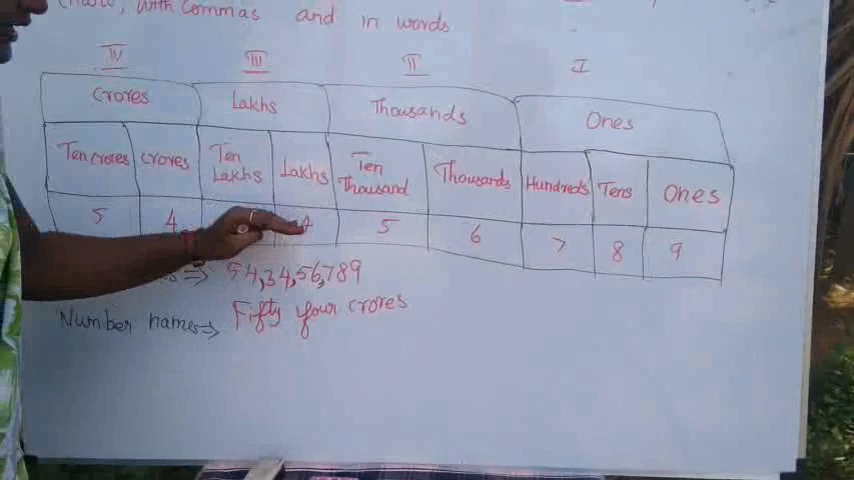 with commas and in words
IV III II I
Crores Lakhs Thousands Ones
Ten crores Crores Ten Lakhs Lakhs Ten Thousand Thousands Hundreds Tens Ones
5 4 4 5 6 7 8 9
⇒ 54,34,56,789
Number names⇒ Fifty four crores